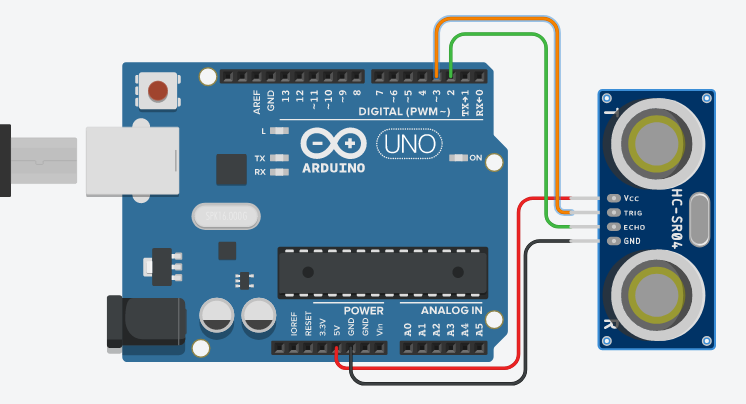 AREF
GND
13
12
~11
~10
~9
8
7
~6
~5
4
~3
2
TX→1
RX←0
DIGITAL (PWM~)
L
TX
RX
ARDUINO
UNO
ON
POWER
ANALOG IN
IOREF
RESET
3.3V
5V
GND
GND
Vin
A0
A1
A2
A3
A4
A5
T
VCC
TRIG
ECHO
GND
HC-SR04
R